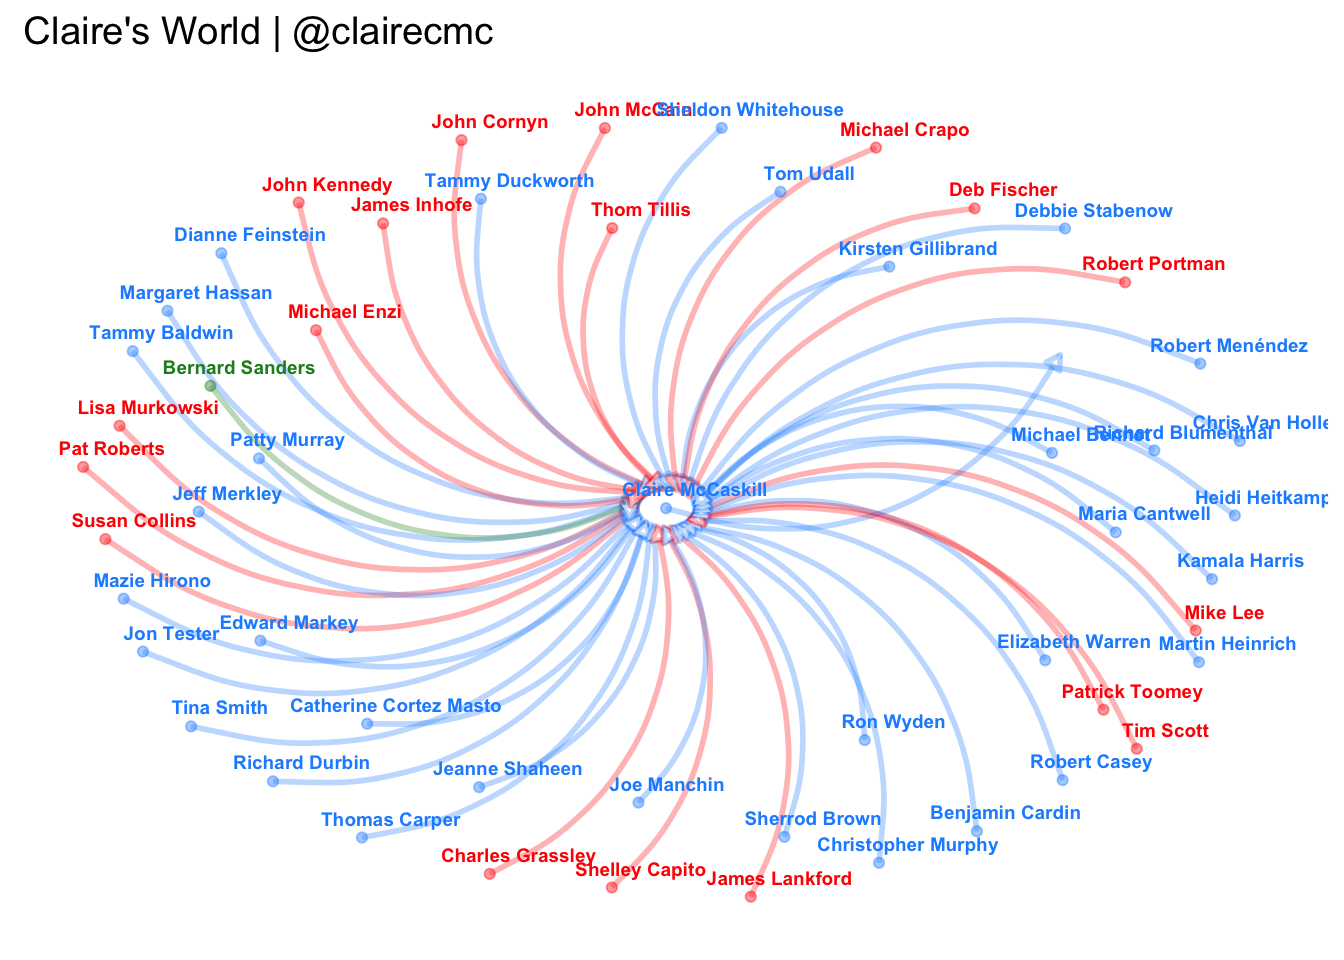 Claire's World | @clairecmc
John McCain
Sheldon Whitehouse
John Cornyn
Michael Crapo
Tom Udall
Tammy Duckworth
John Kennedy
Deb Fischer
James Inhofe
Thom Tillis
Debbie Stabenow
Dianne Feinstein
Kirsten Gillibrand
Robert Portman
Margaret Hassan
Michael Enzi
Tammy Baldwin
Robert Menéndez
Bernard Sanders
Lisa Murkowski
Chris Van Holle
Michael Bennet
Richard Blumenthal
Patty Murray
Pat Roberts
Claire McCaskill
Jeff Merkley
Heidi Heitkamp
Maria Cantwell
Susan Collins
Kamala Harris
Mazie Hirono
Mike Lee
Edward Markey
Jon Tester
Elizabeth Warren
Martin Heinrich
Patrick Toomey
Tina Smith
Catherine Cortez Masto
Ron Wyden
Tim Scott
Richard Durbin
Robert Casey
Jeanne Shaheen
Joe Manchin
Benjamin Cardin
Thomas Carper
Sherrod Brown
Christopher Murphy
Charles Grassley
Shelley Capito
James Lankford